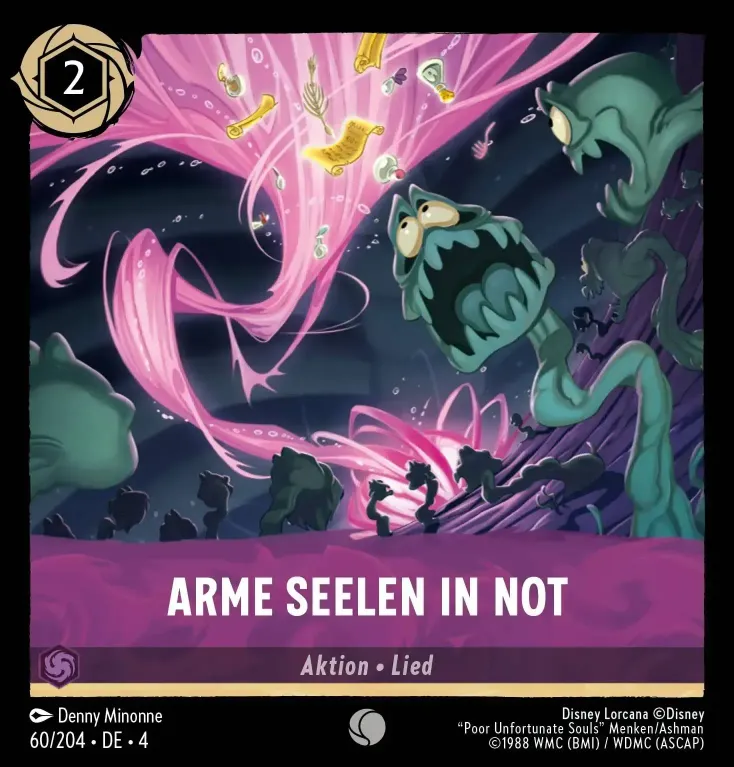 2
ARME SEELEN IN NOT
Aktion • Lied
Denny Minonne
60/204 • DE • 4
Disney Lorcana ©Disney
“Poor Unfortunate Souls” Menken/Ashman
©1988 WMC (BMI) / WDMC (ASCAP)